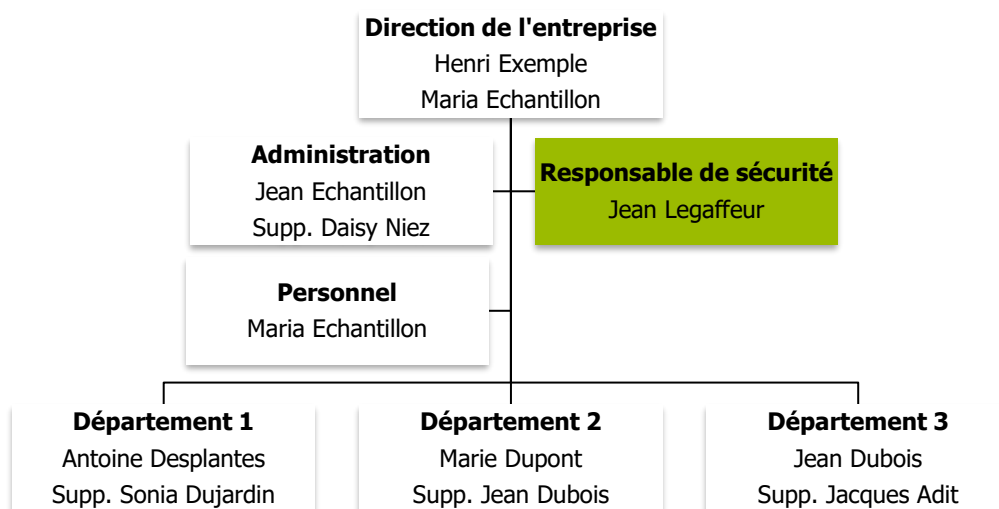 Direction de l'entreprise
Henri Exemple
Maria Echantillon
Administration
Jean Echantillon
Supp. Daisy Niez
Responsable de sécurité
Jean Legaffeur
Personnel
Maria Echantillon
Département 1
Antoine Desplantes
Supp. Sonia Dujardin
Département 2
Marie Dupont
Supp. Jean Dubois
Département 3
Jean Dubois
Supp. Jacques Adit